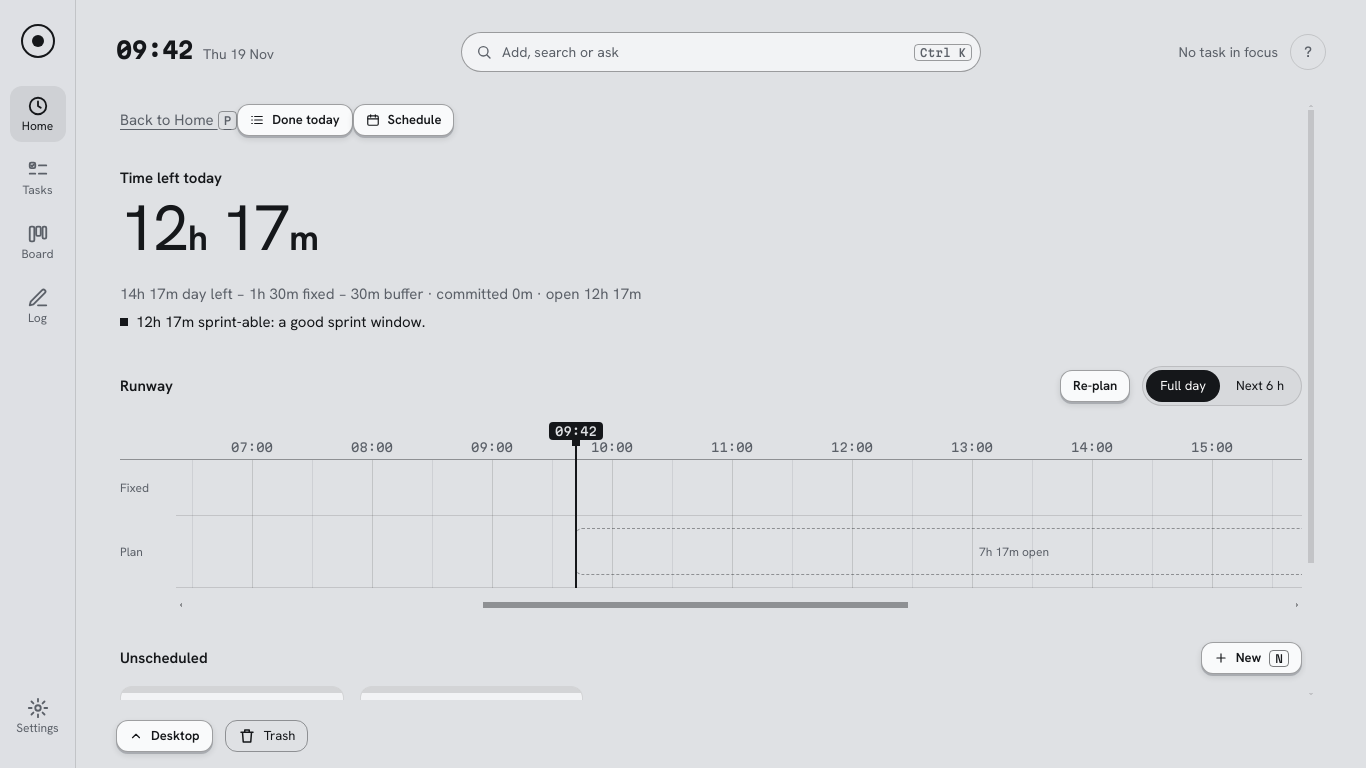 09:42 Thu 19 Nov
Add, search or ask Ctrl K
No task in focus ?
Home
Tasks
Board
Log
Settings
Back to Home P
Done today
Schedule
Time left today
12h 17m
14h 17m day left – 1h 30m fixed – 30m buffer · committed 0m · open 12h 17m
12h 17m sprint-able: a good sprint window.
Runway
Re-plan
Full day
Next 6 h
09:42
07:00 08:00 09:00 10:00 11:00 12:00 13:00 14:00 15:00
Fixed
Plan
7h 17m open
Unscheduled
New N
Desktop
Trash